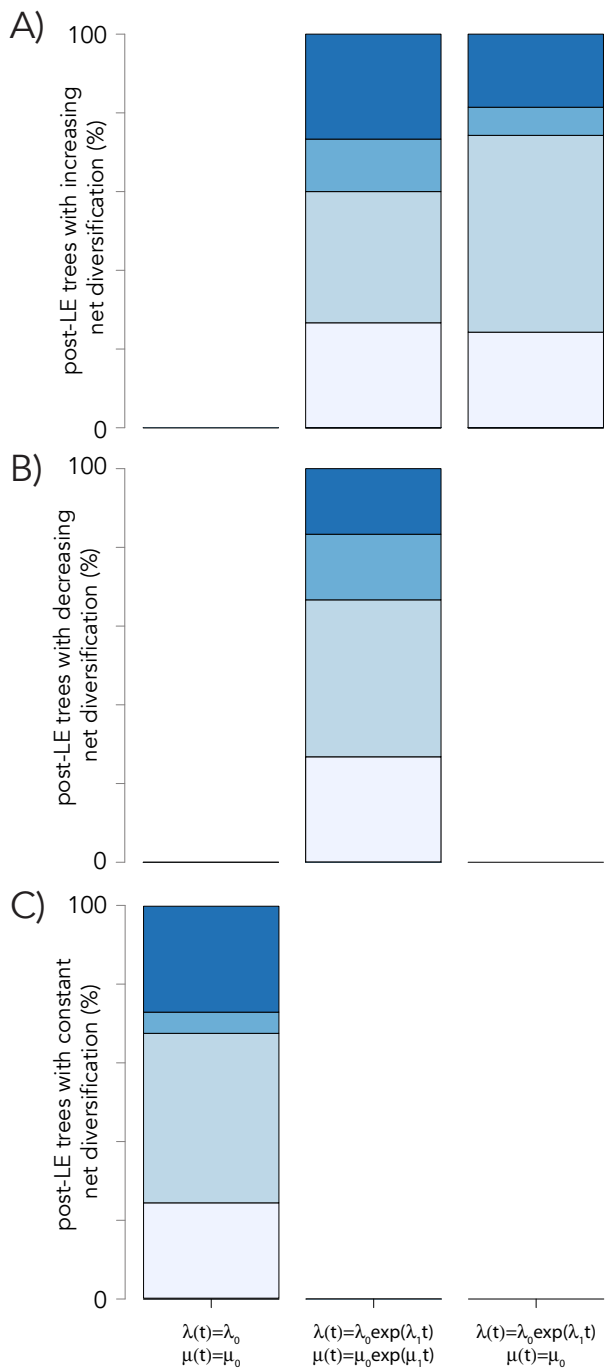 A)
100
post-LE trees with increasing
net diversification (%)
0
B)
100
post-LE trees with decreasing
net diversification (%)
0
C)
100
post-LE trees with constant
net diversification (%)
0
λ(t)=λ₀
μ(t)=μ₀
λ(t)=λ₀exp(λ₁t)
μ(t)=μ₀exp(μ₁t)
λ(t)=λ₀exp(λ₁t)
μ(t)=μ₀